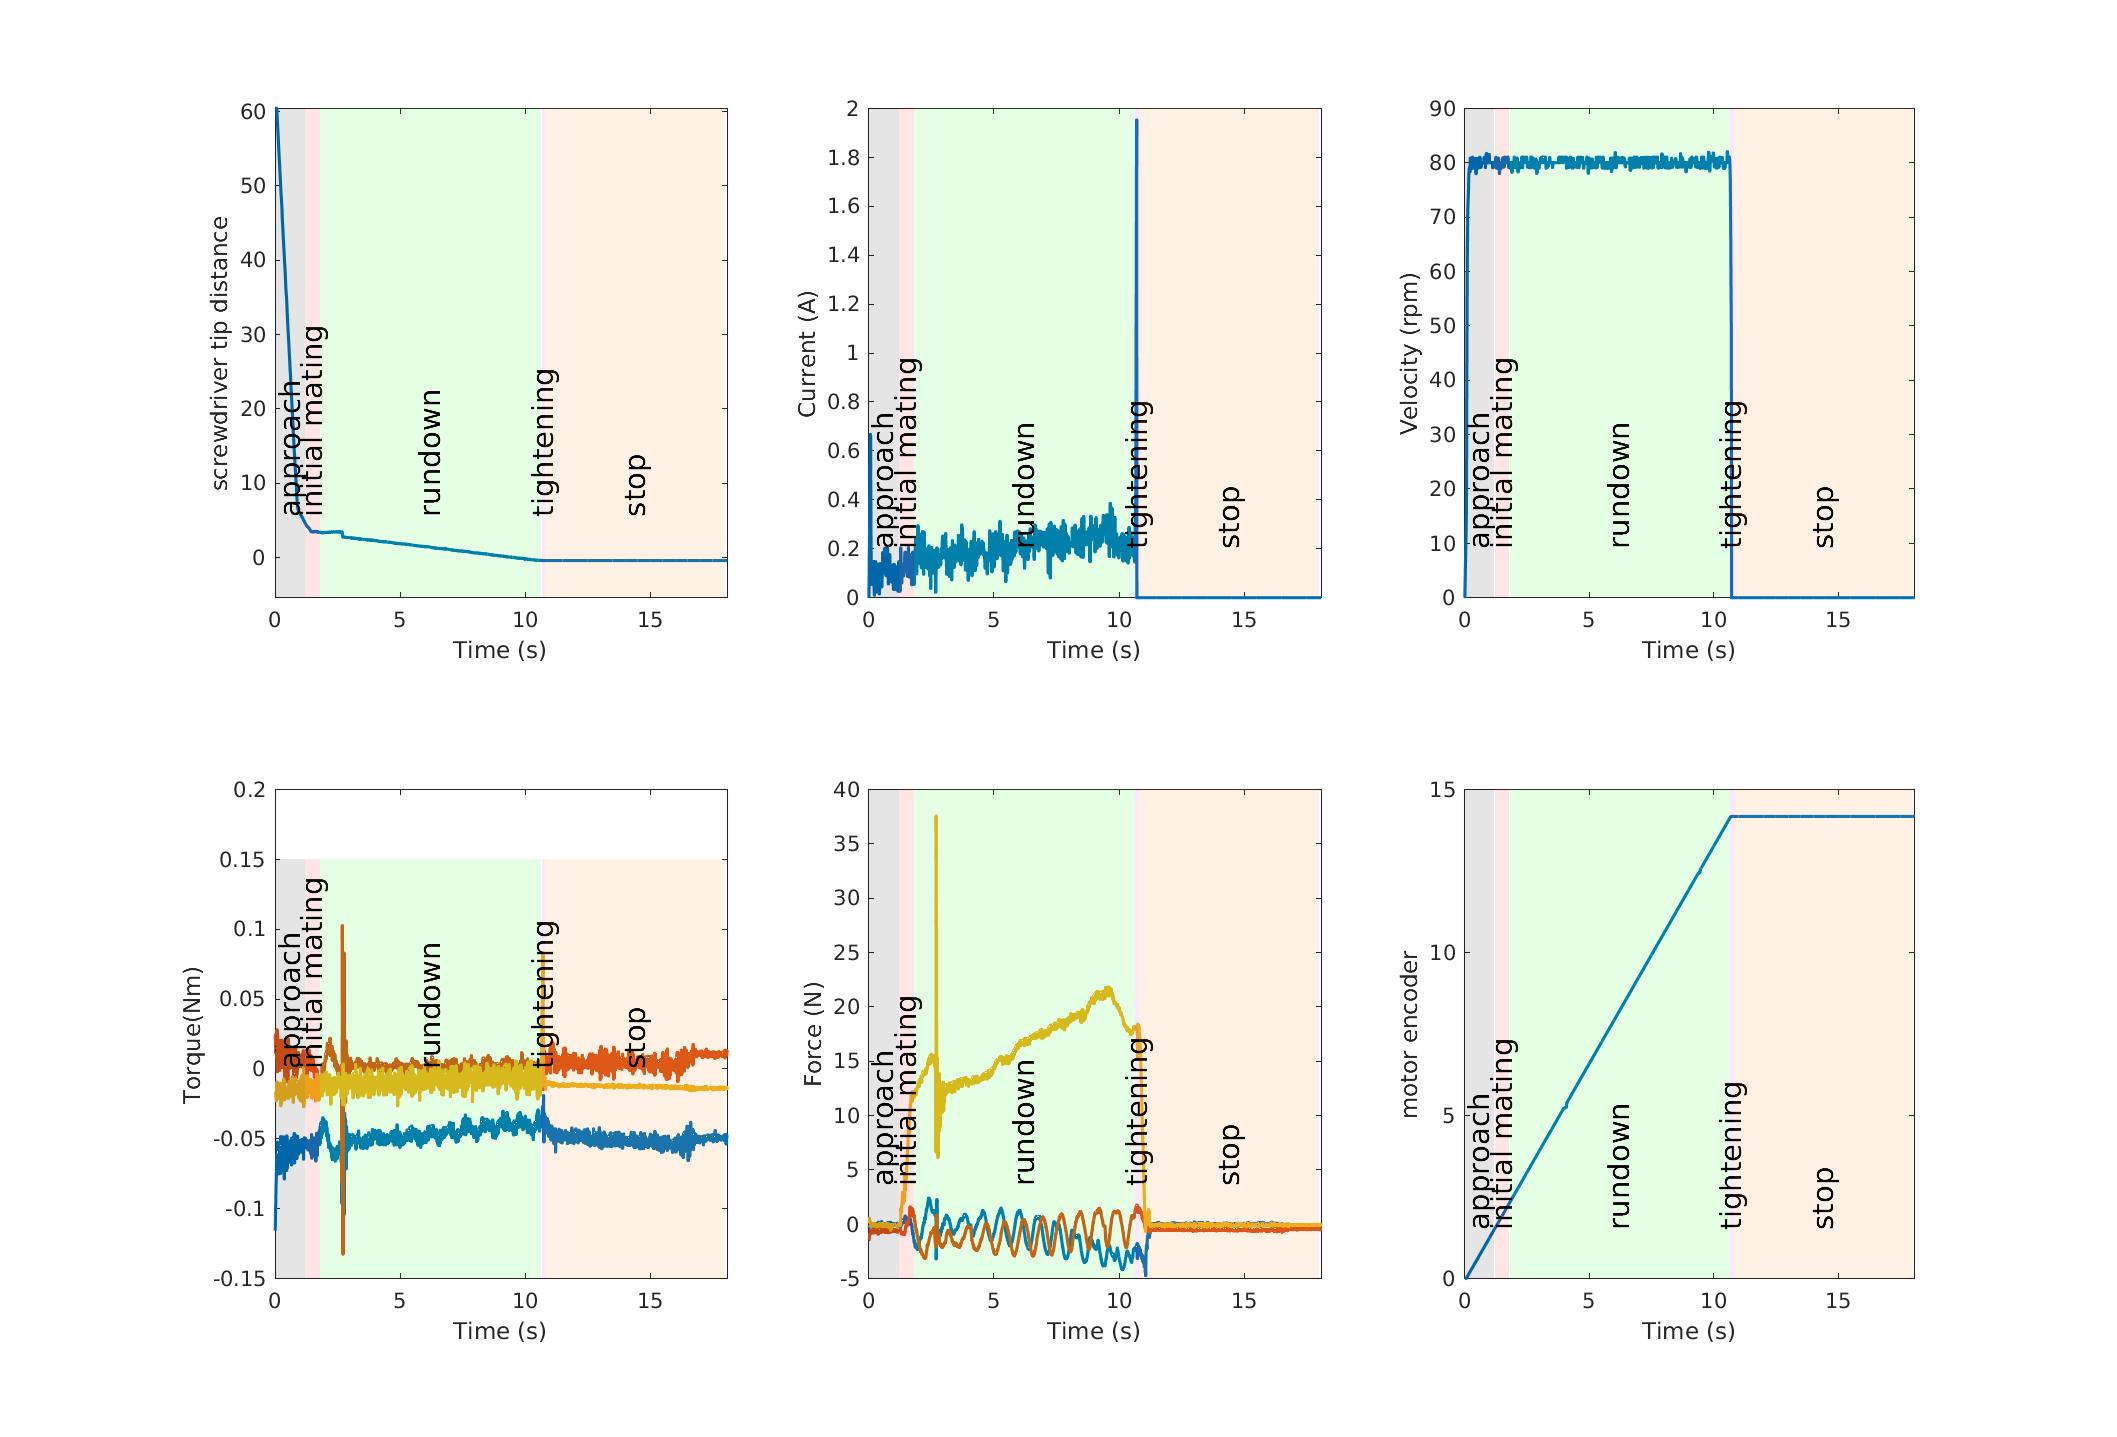 60
50
40
30
20
10
0
screwdriver tip distance
approach
initial mating
rundown
tightening
stop
0 5 10 15
Time (s)
2
1.8
1.6
1.4
1.2
1
0.8
0.6
0.4
0.2
0
Current (A)
approach
initial mating
rundown
tightening
stop
0 5 10 15
Time (s)
90
80
70
60
50
40
30
20
10
0
Velocity (rpm)
approach
initial mating
rundown
tightening
stop
0 5 10 15
Time (s)
0.2
0.15
0.1
0.05
0
-0.05
-0.1
-0.15
Torque(Nm)
approach
initial mating
rundown
tightening
stop
0 5 10 15
Time (s)
40
35
30
25
20
15
10
5
0
-5
Force (N)
approach
initial mating
rundown
tightening
stop
0 5 10 15
Time (s)
15
10
5
0
motor encoder
approach
initial mating
rundown
tightening
stop
0 5 10 15
Time (s)